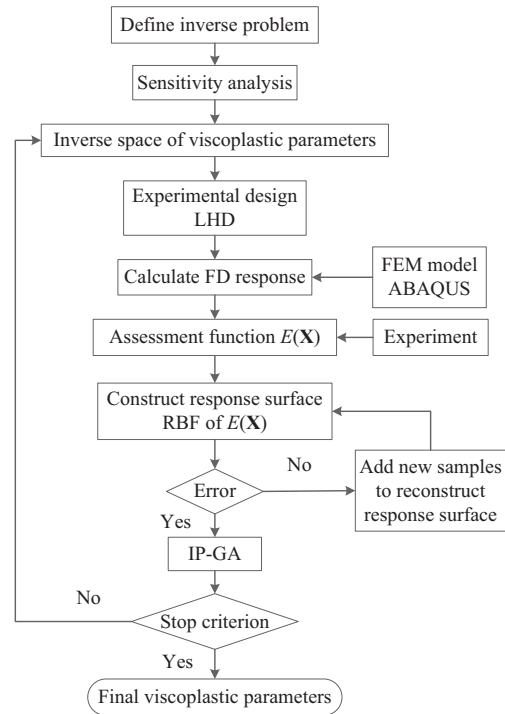 Define inverse problem
Sensitivity analysis
Inverse space of viscoplastic parameters
Experimental design
LHD
Calculate FD response
FEM model
ABAQUS
Assessment function E(X)
Experiment
Construct response surface
RBF of E(X)
No
Add new samples
to reconstruct
response surface
Error
Yes
IP-GA
No
Stop criterion
Yes
Final viscoplastic parameters